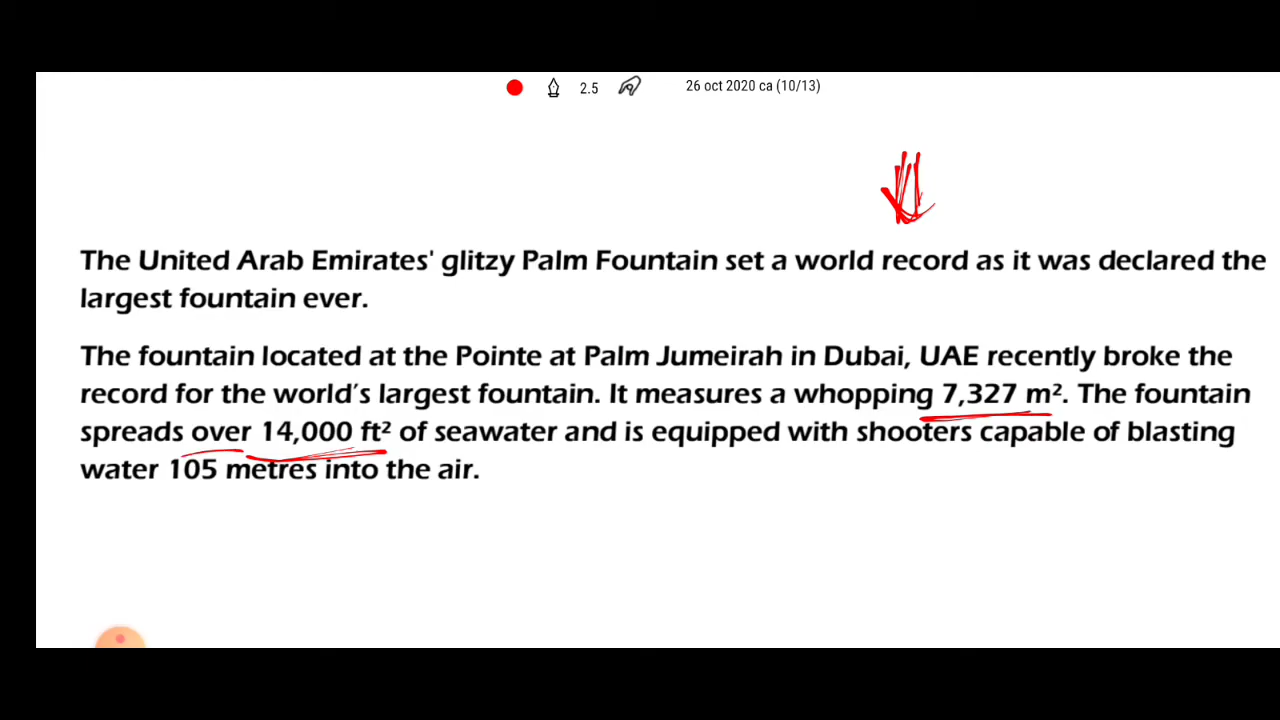 2.5 26 oct 2020 ca (10/13)
The United Arab Emirates' glitzy Palm Fountain set a world record as it was declared the
largest fountain ever.
The fountain located at the Pointe at Palm Jumeirah in Dubai, UAE recently broke the
record for the world's largest fountain. It measures a whopping 7,327 m². The fountain
spreads over 14,000 ft² of seawater and is equipped with shooters capable of blasting
water 105 metres into the air.